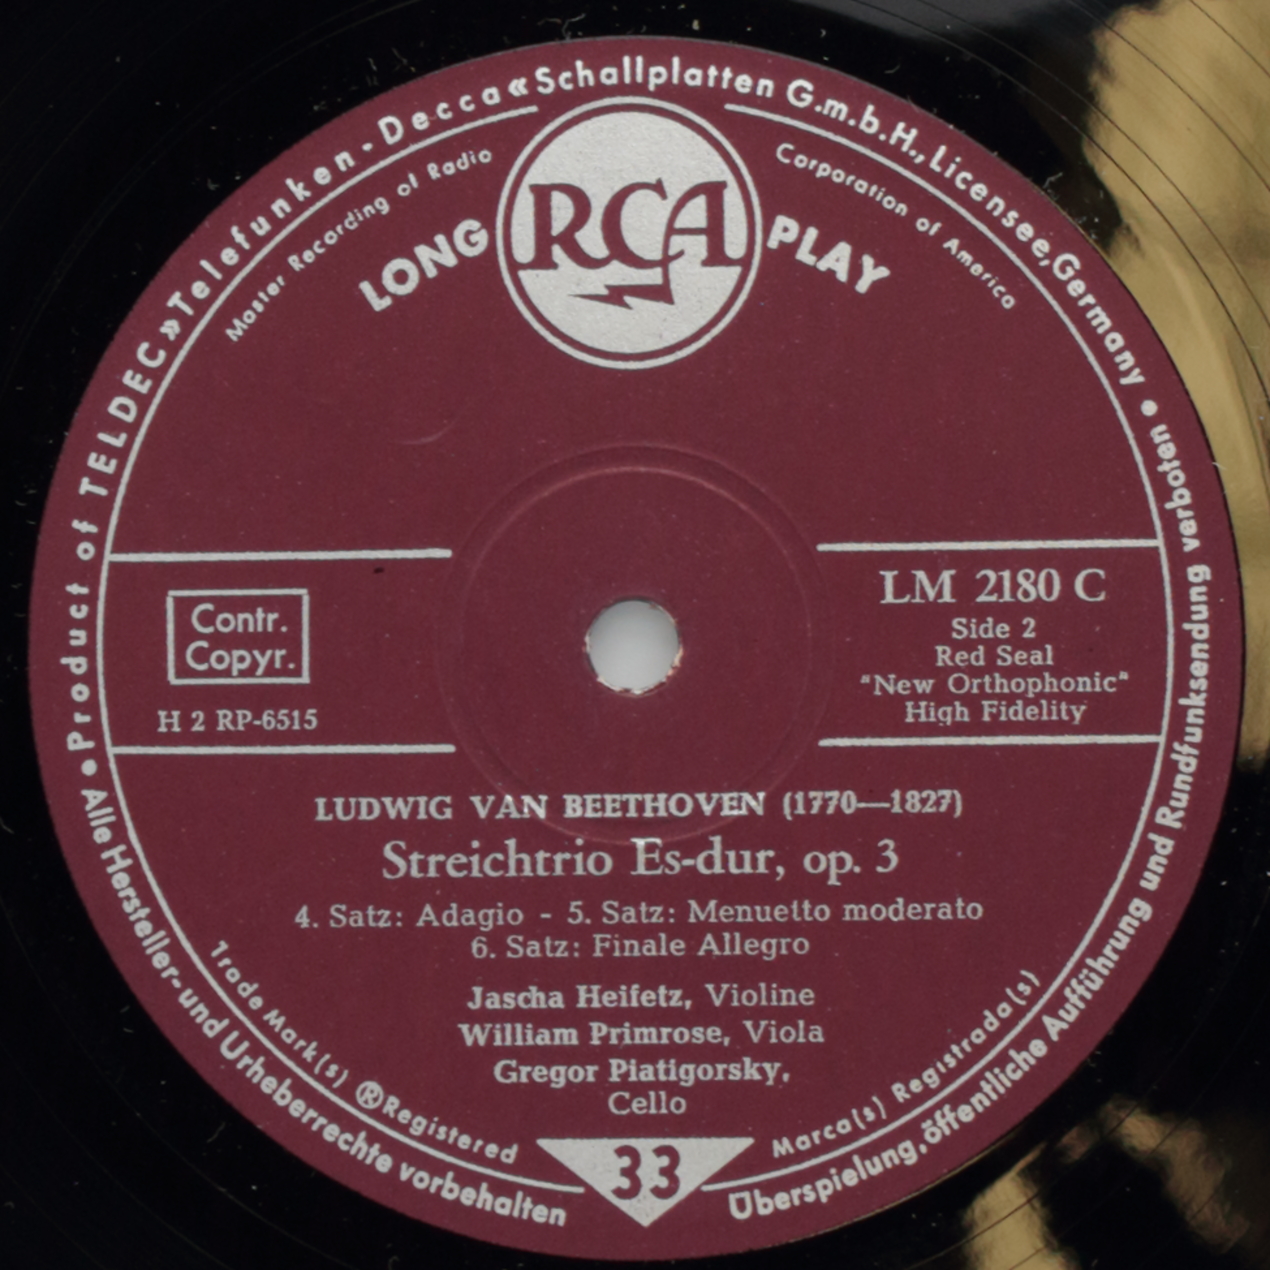 Product of TELDEC »Telefunken-Decca« Schallplatten G.m.b.H., Licensee, Germany •
Master Recording of Radio Corporation of America
LONG RCA PLAY
Contr.
Copyr.
H 2 RP-6515
LM 2180 C
Side 2
Red Seal
"New Orthophonic"
High Fidelity
LUDWIG VAN BEETHOVEN (1770—1827)
Streichtrio Es-dur, op. 3
4. Satz: Adagio - 5. Satz: Menuetto moderato
6. Satz: Finale Allegro
Jascha Heifetz, Violine
William Primrose, Viola
Gregor Piatigorsky,
Cello
Trade Mark(s) ® Registered
Marca(s) Registrada(s)
33
• Alle Hersteller- und Urheberrechte vorbehalten
Überspielung, öffentliche Aufführung und Rundfunksendung verboten